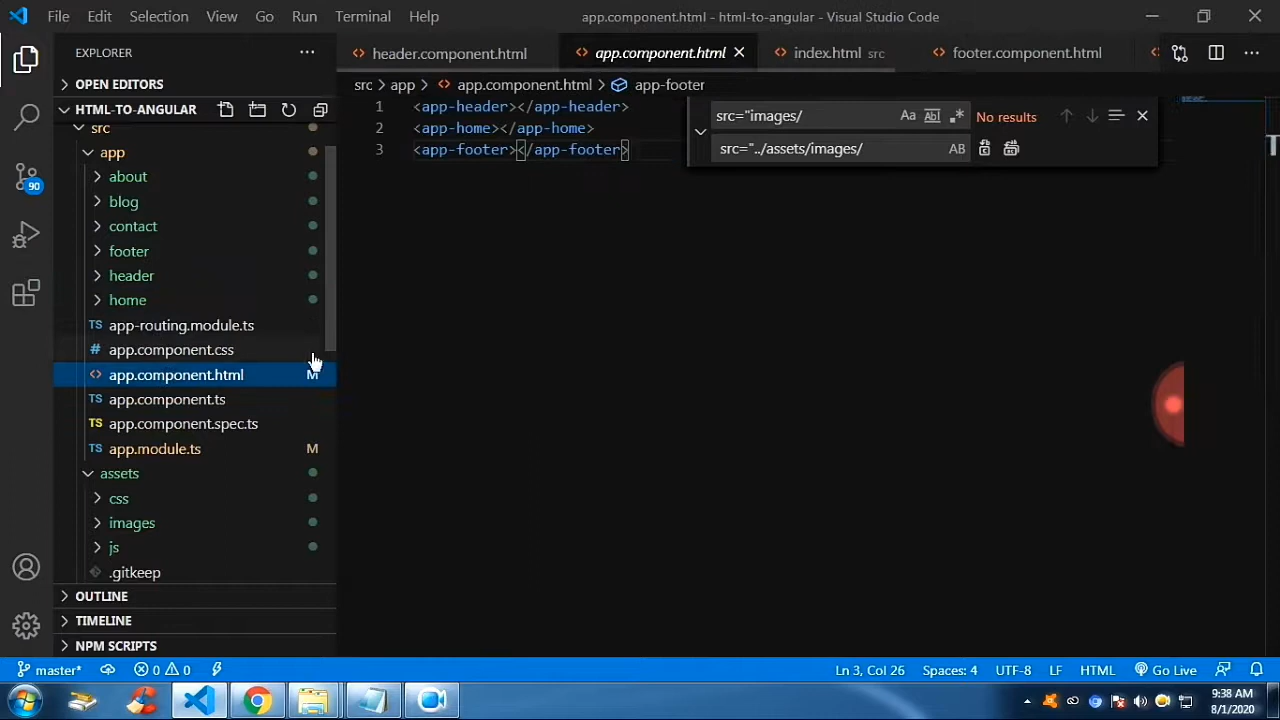 File Edit Selection View Go Run Terminal Help app.component.html - html-to-angular - Visual Studio Code
EXPLORER
header.component.html app.component.html index.html src footer.component.html
OPEN EDITORS
src app app.component.html app-footer
HTML-TO-ANGULAR
1 <app-header></app-header>
2 <app-home></app-home>
3 <app-footer></app-footer>
src="images/ Aa Abl No results
src="../assets/images/ AB
src
app
about
blog
contact
footer
header
home
TS app-routing.module.ts
# app.component.css
<> app.component.html M
TS app.component.ts
TS app.component.spec.ts
TS app.module.ts M
assets
css
images
js
.gitkeep
90
OUTLINE
TIMELINE
NPM SCRIPTS
master* 0 0 Ln 3, Col 26 Spaces: 4 UTF-8 LF HTML Go Live
9:38 AM
8/1/2020